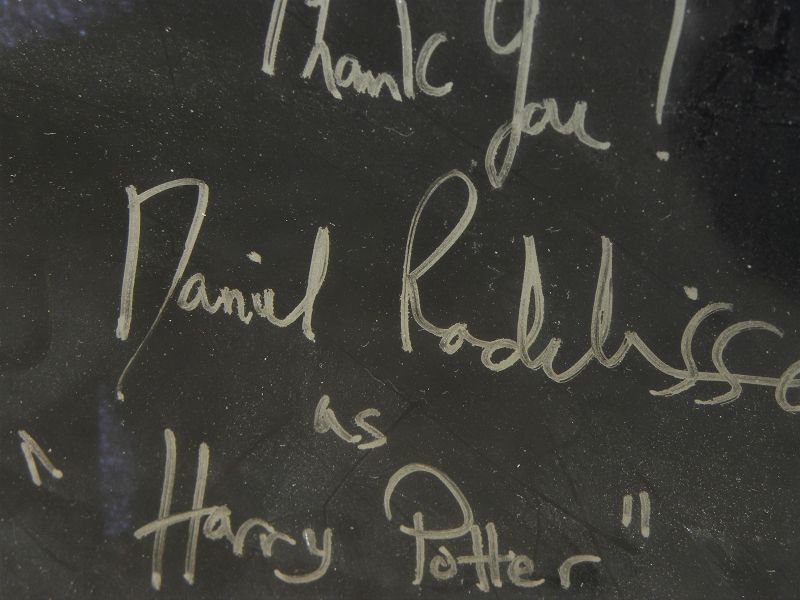 Thank you!
Daniel Radcliffe
as
"Harry Potter"